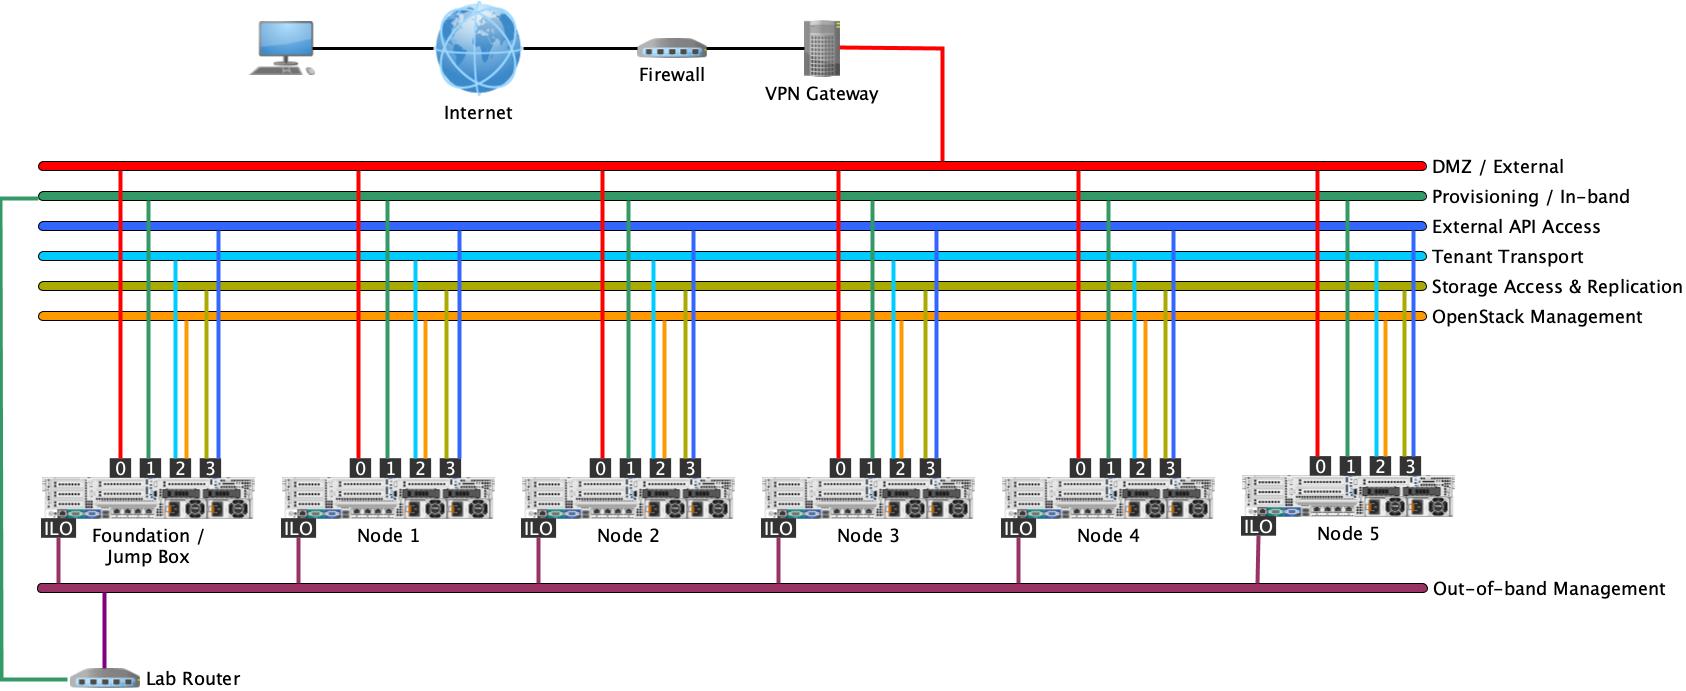 Internet
Firewall
VPN Gateway
DMZ / External
Provisioning / In-band
External API Access
Tenant Transport
Storage Access & Replication
OpenStack Management
0 1 2 3
0 1 2 3
0 1 2 3
0 1 2 3
0 1 2 3
0 1 2 3
ILO
Foundation /
Jump Box
ILO
Node 1
ILO
Node 2
ILO
Node 3
ILO
Node 4
ILO
Node 5
Out-of-band Management
Lab Router